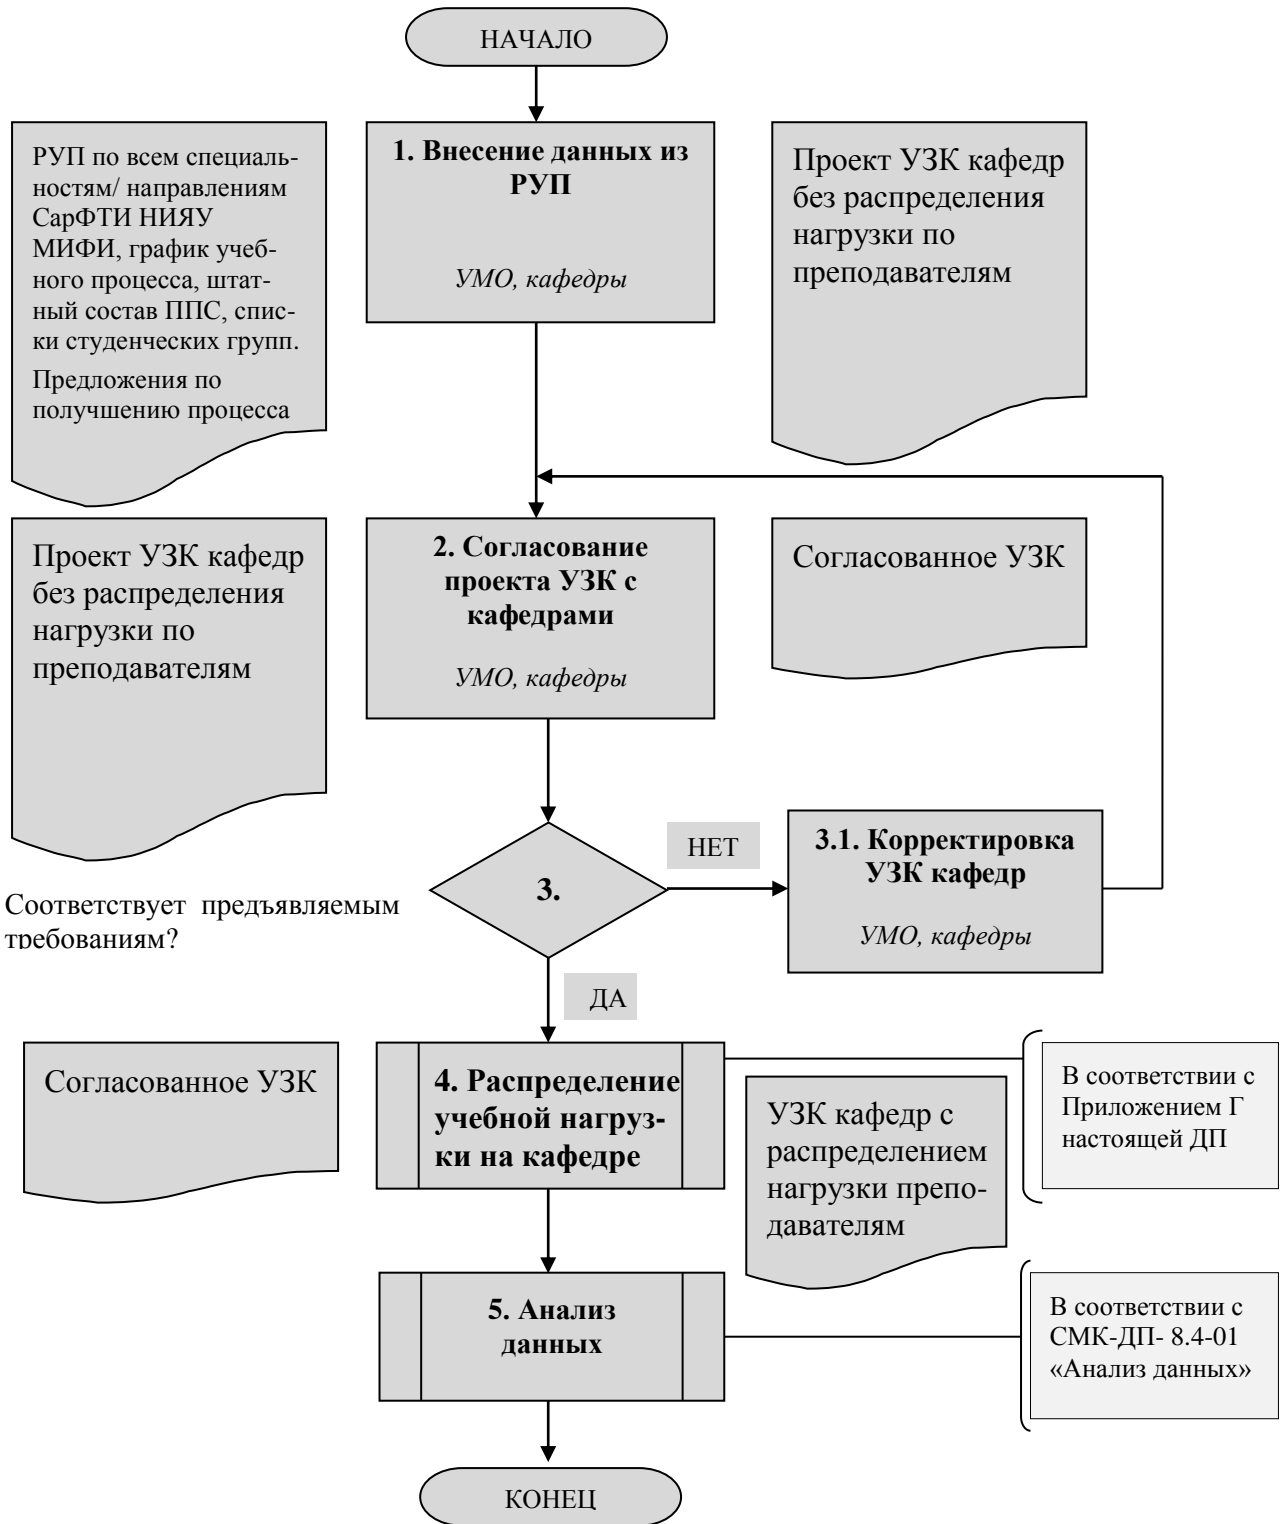 НАЧАЛО
РУП по всем специаль-
ностям/ направлениям
СарФТИ НИЯУ
МИФИ, график учеб-
ного процесса, штат-
ный состав ППС, спис-
ки студенческих групп.
Предложения по
получшению процесса
1. Внесение данных из
РУП
УМО, кафедры
Проект УЗК кафедр
без распределения
нагрузки по
преподавателям
Проект УЗК кафедр
без распределения
нагрузки по
преподавателям
2. Согласование
проекта УЗК с
кафедрами
УМО, кафедры
Согласованное УЗК
Соответствует предъявляемым
требованиям?
3.
НЕТ
3.1. Корректировка
УЗК кафедр
УМО, кафедры
ДА
Согласованное УЗК
4. Распределение
учебной нагруз-
ки на кафедре
УЗК кафедр с
распределением
нагрузки препо-
давателям
В соответствии с
Приложением Г
настоящей ДП
5. Анализ
данных
В соответствии с
СМК-ДП- 8.4-01
«Анализ данных»
КОНЕЦ